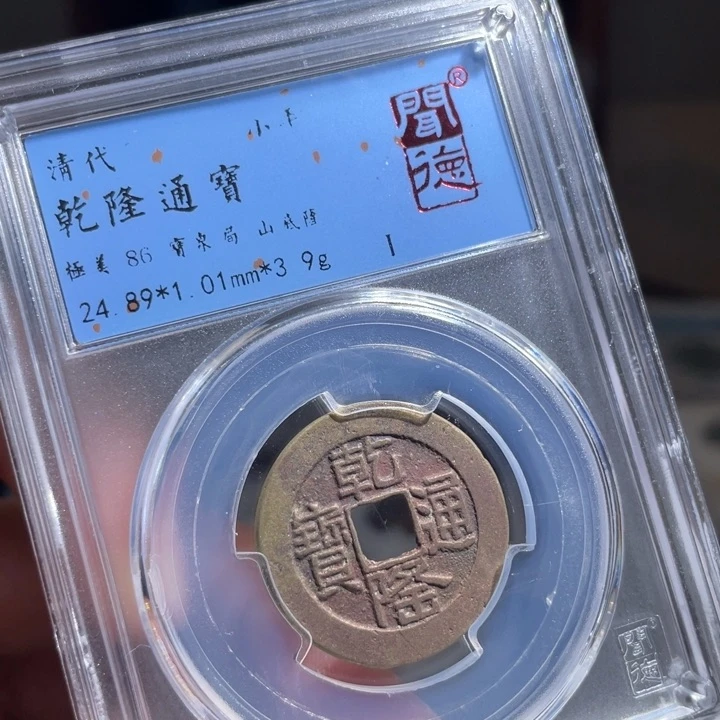 清代 小平
®
聞德
乾隆通寶
極美 86 寶泉局 山底隆
24.89*1.01mm*3 9g I
乾隆通寶
聞德